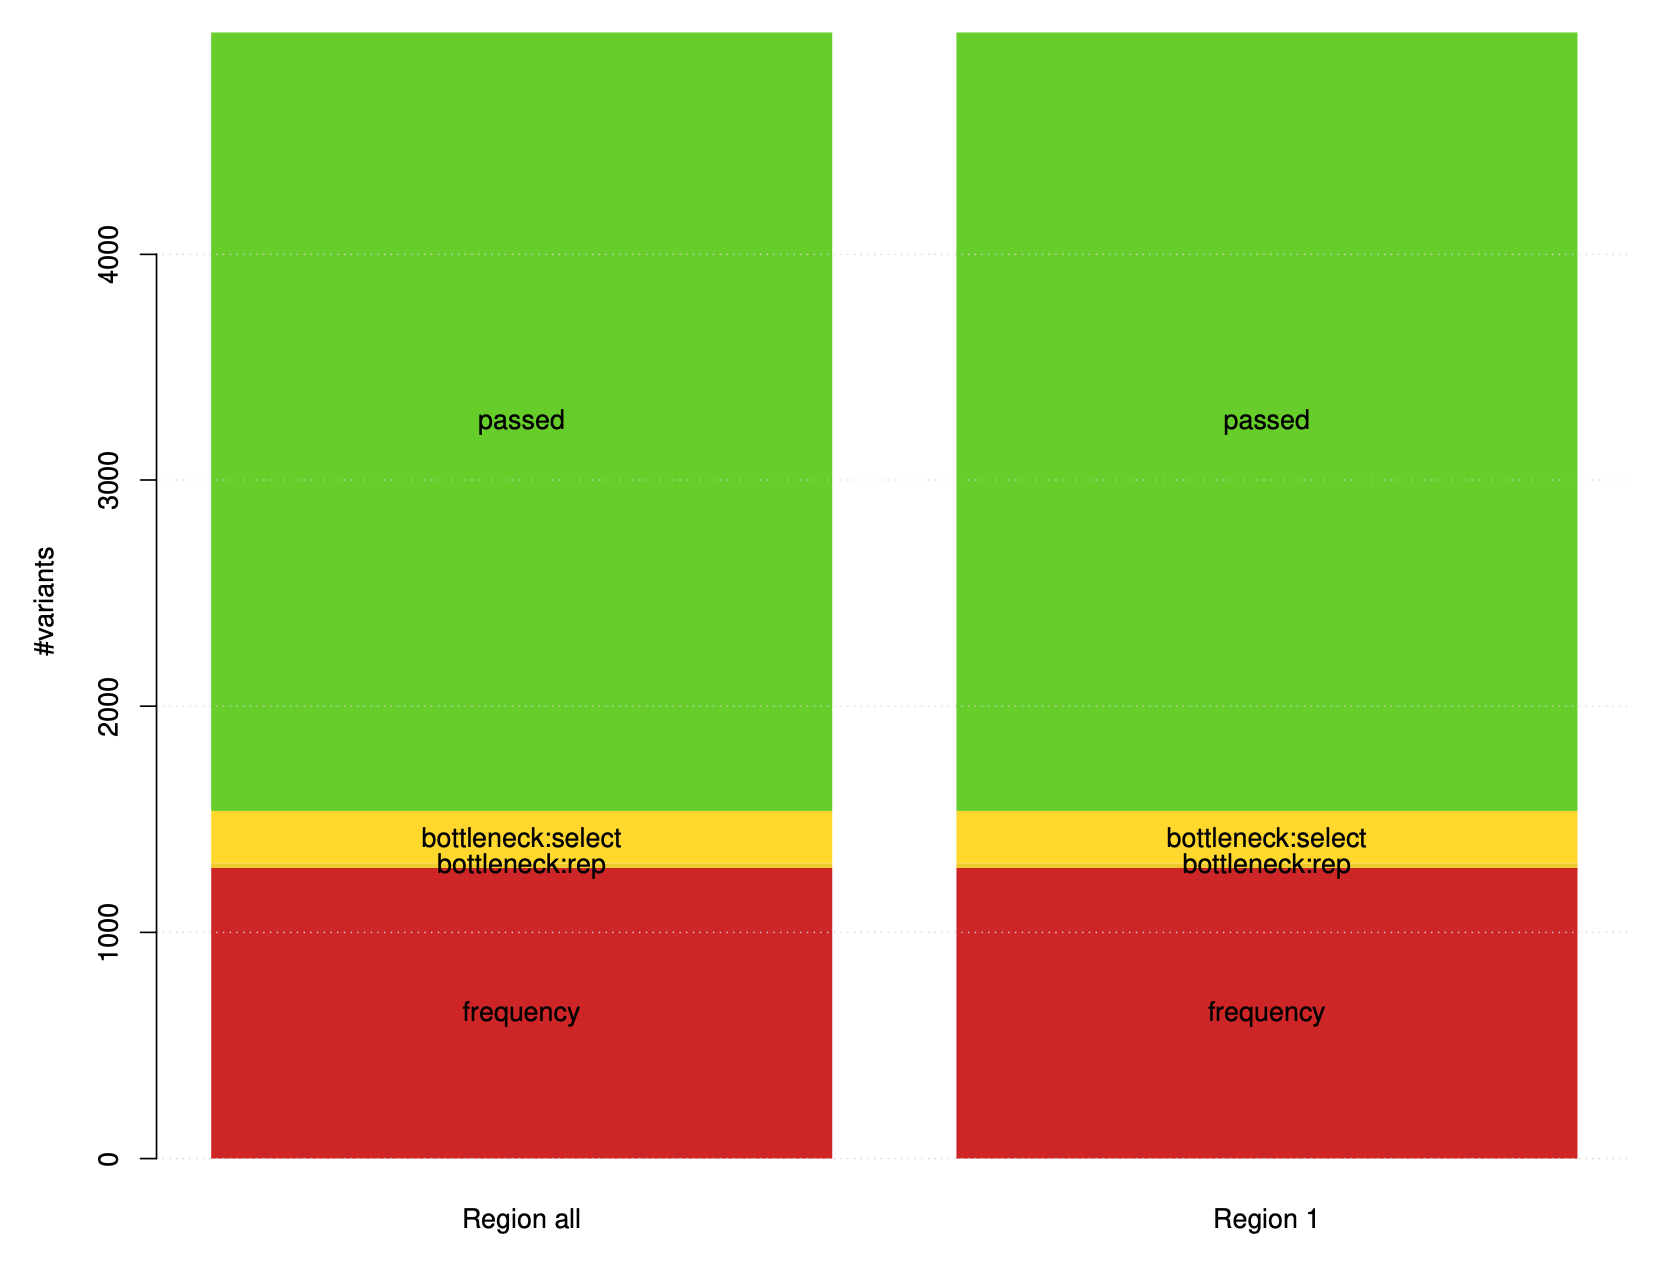 #variants
4000
3000
2000
1000
0
passed
bottleneck:select
bottleneck:rep
frequency
passed
bottleneck:select
bottleneck:rep
frequency
Region all
Region 1